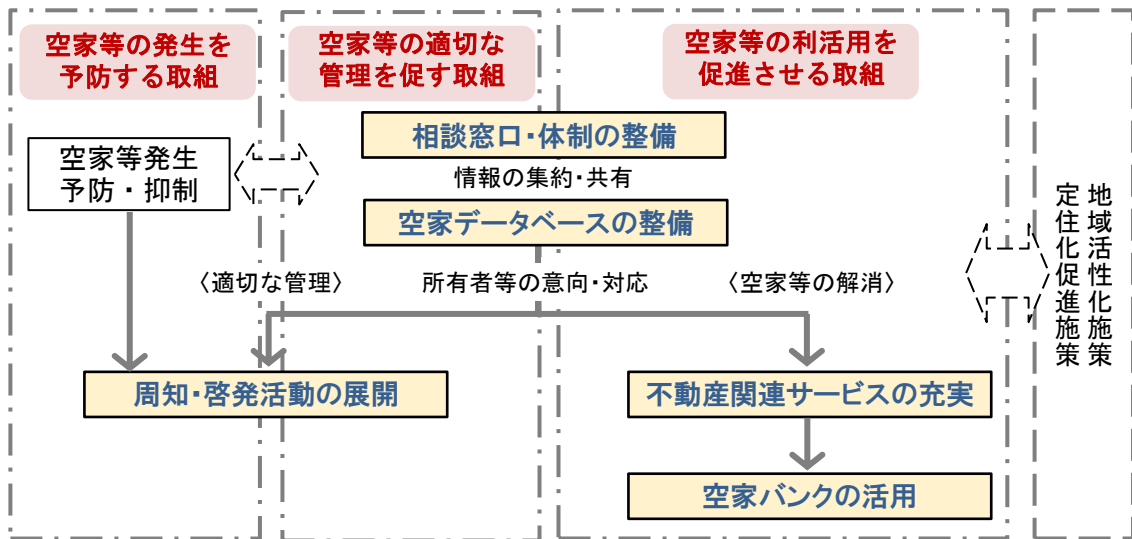 空家等の発生を
予防する取組
空家等の適切な
管理を促す取組
空家等の利活用を
促進させる取組
相談窓口・体制の整備
空家等発生
予防・抑制
情報の集約・共有
空家データベースの整備
〈適切な管理〉
所有者等の意向・対応
〈空家等の解消〉
地域活性化施策
定住化促進施策
周知・啓発活動の展開
不動産関連サービスの充実
空家バンクの活用